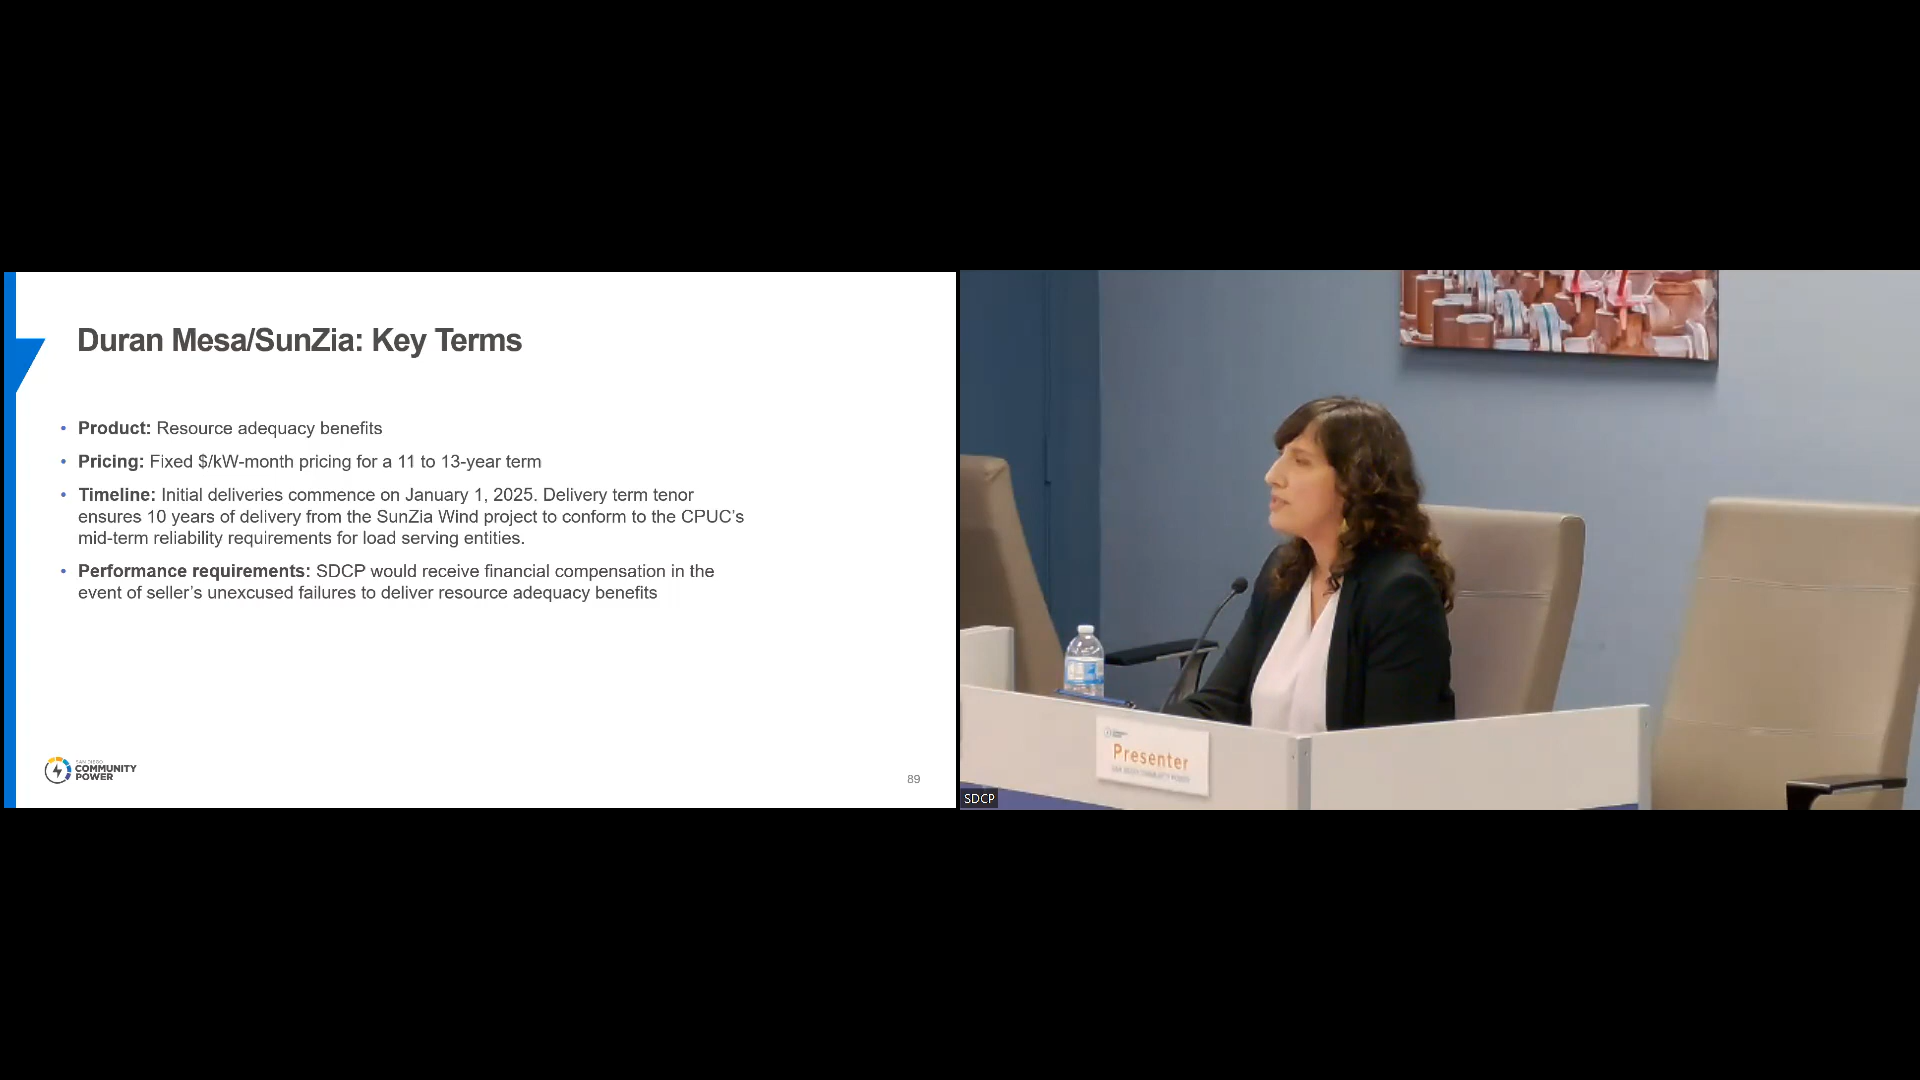 Duran Mesa/SunZia: Key Terms
• Product: Resource adequacy benefits
• Pricing: Fixed $/kW-month pricing for a 11 to 13-year term
• Timeline: Initial deliveries commence on January 1, 2025. Delivery term tenor
ensures 10 years of delivery from the SunZia Wind project to conform to the CPUC's
mid-term reliability requirements for load serving entities.
• Performance requirements: SDCP would receive financial compensation in the
event of seller's unexcused failures to deliver resource adequacy benefits
SAN DIEGO
COMMUNITY
POWER
89
Presenter
SDCP